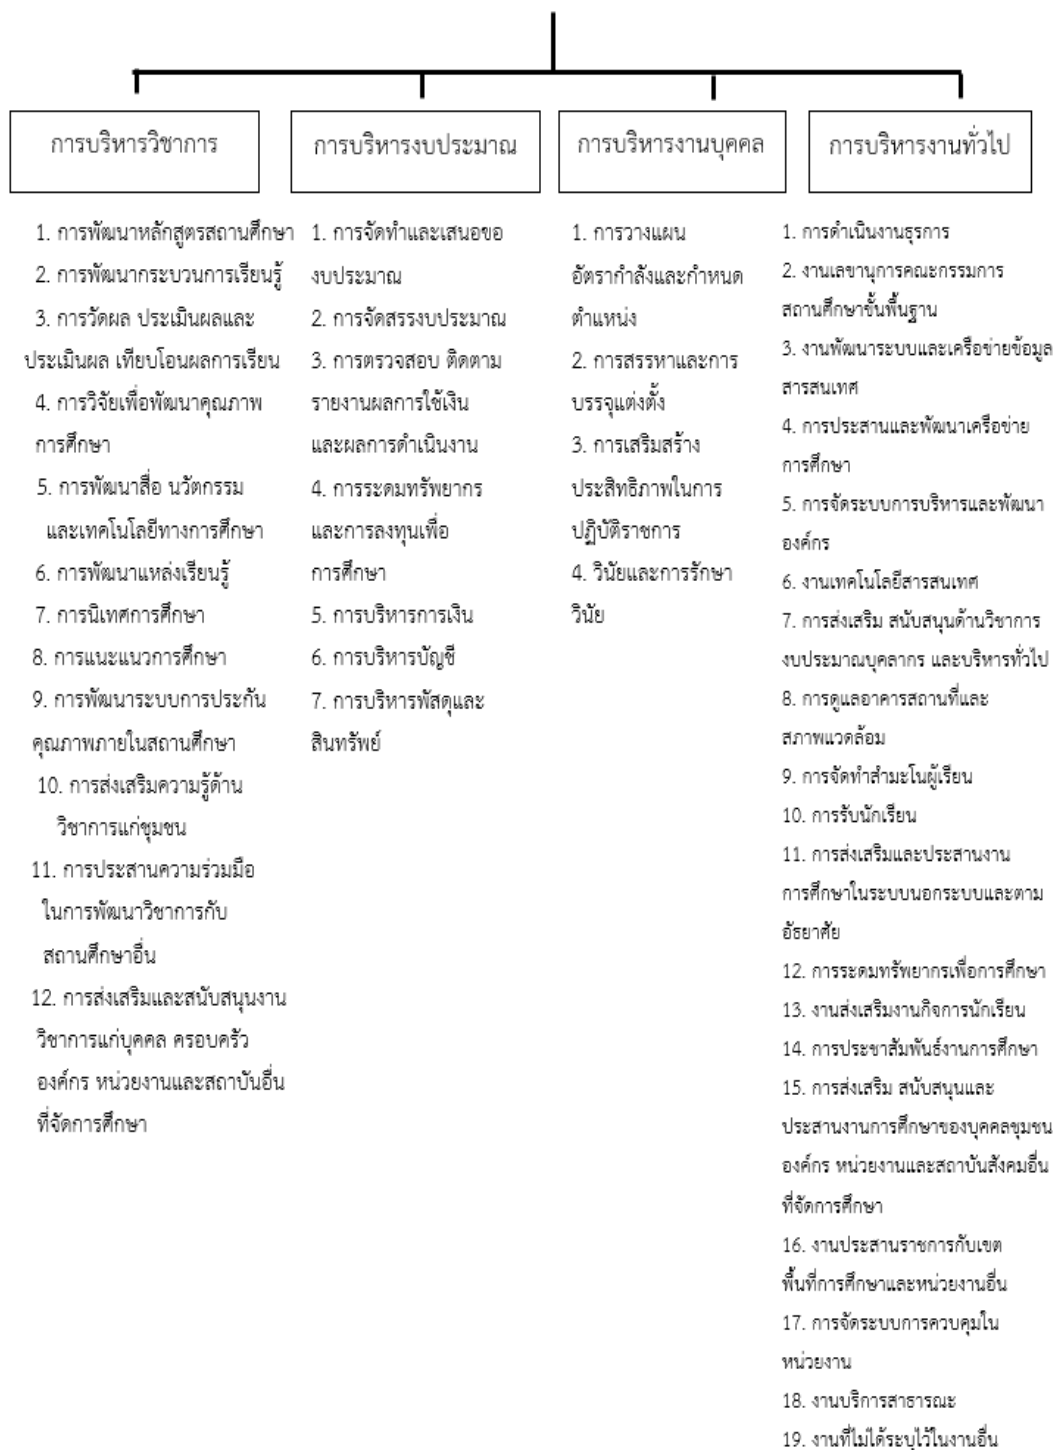 การบริหารวิชาการ
1. การพัฒนาหลักสูตรสถานศึกษา
2. การพัฒนากระบวนการเรียนรู้
3. การวัดผล ประเมินผลและ
ประเมินผล เทียบโอนผลการเรียน
4. การวิจัยเพื่อพัฒนาคุณภาพ
การศึกษา
5. การพัฒนาสื่อ นวัตกรรม
และเทคโนโลยีทางการศึกษา
6. การพัฒนาแหล่งเรียนรู้
7. การนิเทศการศึกษา
8. การแนะแนวการศึกษา
9. การพัฒนาระบบการประกัน
คุณภาพภายในสถานศึกษา
10. การส่งเสริมความรู้ด้าน
วิชาการแก่ชุมชน
11. การประสานความร่วมมือ
ในการพัฒนาวิชาการกับ
สถานศึกษาอื่น
12. การส่งเสริมและสนับสนุนงาน
วิชาการแก่บุคคล ครอบครัว
องค์กร หน่วยงานและสถาบันอื่น
ที่จัดการศึกษา
การบริหารงบประมาณ
1. การจัดทำและเสนอขอ
งบประมาณ
2. การจัดสรรงบประมาณ
3. การตรวจสอบ ติดตาม
รายงานผลการใช้เงิน
และผลการดำเนินงาน
4. การระดมทรัพยากร
และการลงทุนเพื่อ
การศึกษา
5. การบริหารการเงิน
6. การบริหารบัญชี
7. การบริหารพัสดุและ
สินทรัพย์
การบริหารงานบุคคล
1. การวางแผน
อัตรากำลังและกำหนด
ตำแหน่ง
2. การสรรหาและการ
บรรจุแต่งตั้ง
3. การเสริมสร้าง
ประสิทธิภาพในการ
ปฏิบัติราชการ
4. วินัยและการรักษา
วินัย
การบริหารงานทั่วไป
1. การดำเนินงานธุรการ
2. งานเลขานุการคณะกรรมการ
สถานศึกษาขั้นพื้นฐาน
3. งานพัฒนาระบบและเครือข่ายข้อมูล
สารสนเทศ
4. การประสานและพัฒนาเครือข่าย
การศึกษา
5. การจัดระบบการบริหารและพัฒนา
องค์กร
6. งานเทคโนโลยีสารสนเทศ
7. การส่งเสริม สนับสนุนด้านวิชาการ
งบประมาณบุคลากร และบริหารทั่วไป
8. การดูแลอาคารสถานที่และ
สภาพแวดล้อม
9. การจัดทำสำมะโนผู้เรียน
10. การรับนักเรียน
11. การส่งเสริมและประสานงาน
การศึกษาในระบบนอกระบบและตาม
อัธยาศัย
12. การระดมทรัพยากรเพื่อการศึกษา
13. งานส่งเสริมงานกิจการนักเรียน
14. การประชาสัมพันธ์งานการศึกษา
15. การส่งเสริม สนับสนุนและ
ประสานงานการศึกษาของบุคคลชุมชน
องค์กร หน่วยงานและสถาบันสังคมอื่น
ที่จัดการศึกษา
16. งานประสานราชการกับเขต
พื้นที่การศึกษาและหน่วยงานอื่น
17. การจัดระบบการควบคุมใน
หน่วยงาน
18. งานบริการสาธารณะ
19. งานที่ไม่ได้ระบุไว้ในงานอื่น